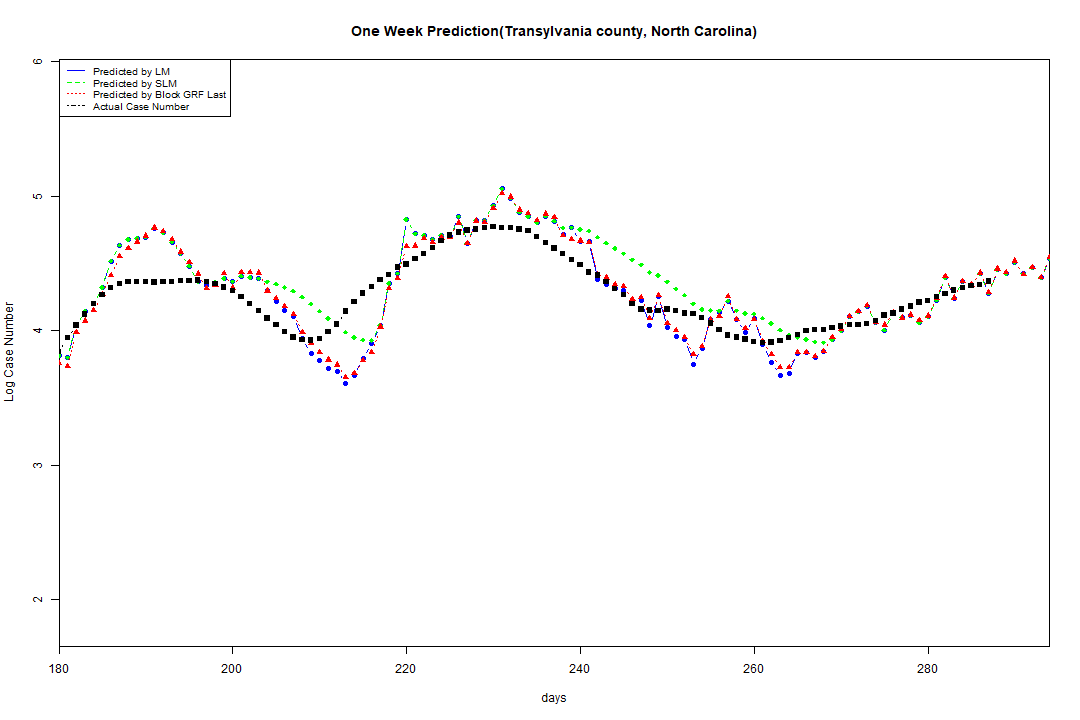 One Week Prediction(Transylvania county, North Carolina)
Predicted by LM
Predicted by SLM
Predicted by Block GRF Last
Actual Case Number
6
5
4
3
2
Log Case Number
180 200 220 240 260 280
days